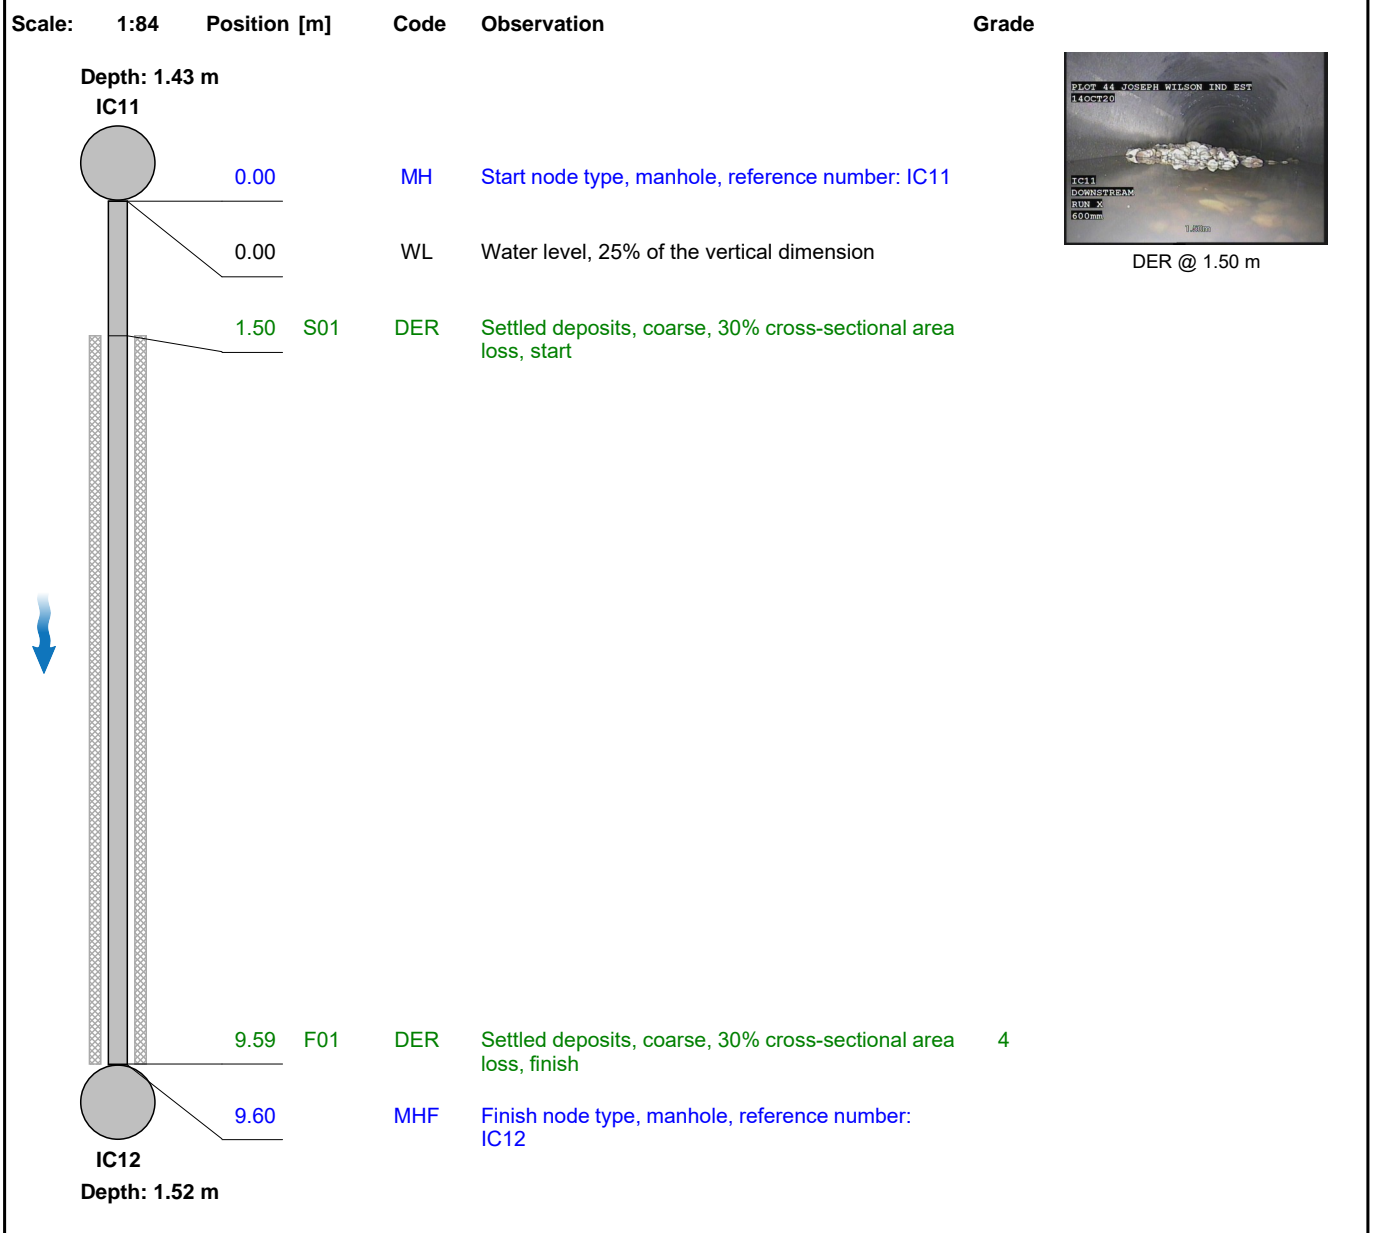 Scale: 1:84 Position [m] Code Observation Grade
Depth: 1.43 m
IC11
0.00 MH Start node type, manhole, reference number: IC11
0.00 WL Water level, 25% of the vertical dimension
1.50 S01 DER Settled deposits, coarse, 30% cross-sectional area
loss, start
PLOT 44 JOSEPH WILSON IND EST
14OCT20
IC11
DOWNSTREAM
RUN X
600mm
1.50m
DER @ 1.50 m
9.59 F01 DER Settled deposits, coarse, 30% cross-sectional area 4
loss, finish
9.60 MHF Finish node type, manhole, reference number:
IC12
IC12
Depth: 1.52 m